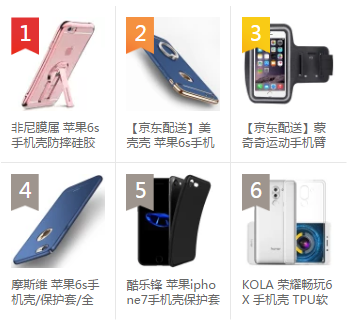 1
非尼膜属 苹果6s
手机壳防摔硅胶
2
【京东配送】美
壳壳 苹果6s手机
3
【京东配送】蒙
奇奇运动手机臂
4
摩斯维 苹果6s手
机壳/保护套/全
5
酷乐锋 苹果ipho
ne7手机壳保护套
6
KOLA 荣耀畅玩6
X 手机壳 TPU软